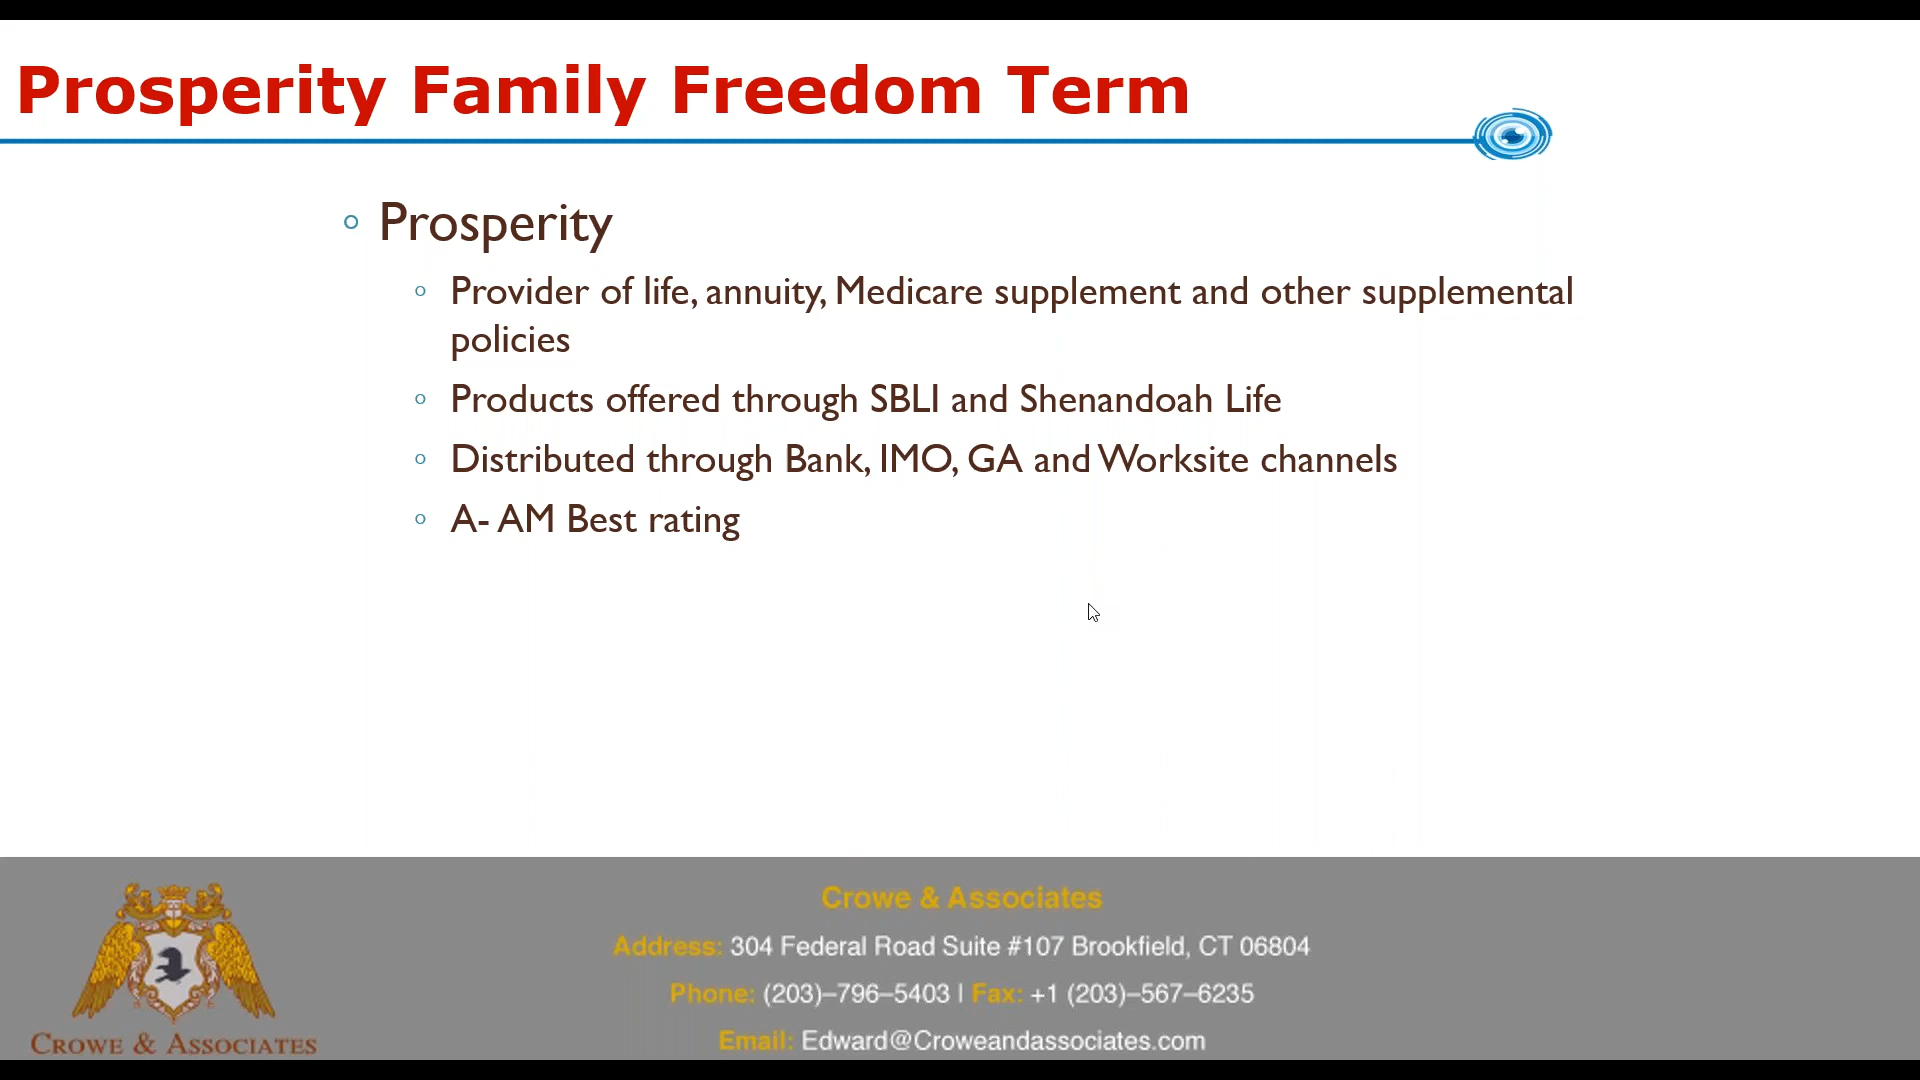 Prosperity Family Freedom Term
Prosperity
Provider of life, annuity, Medicare supplement and other supplemental
policies
Products offered through SBLI and Shenandoah Life
Distributed through Bank, IMO, GA and Worksite channels
A- AM Best rating
Crowe & Associates
Address: 304 Federal Road Suite #107 Brookfield, CT 06804
Phone: (203)–796–5403 | Fax: +1 (203)–567–6235
Email: Edward@Croweandassociates.com
CROWE & ASSOCIATES